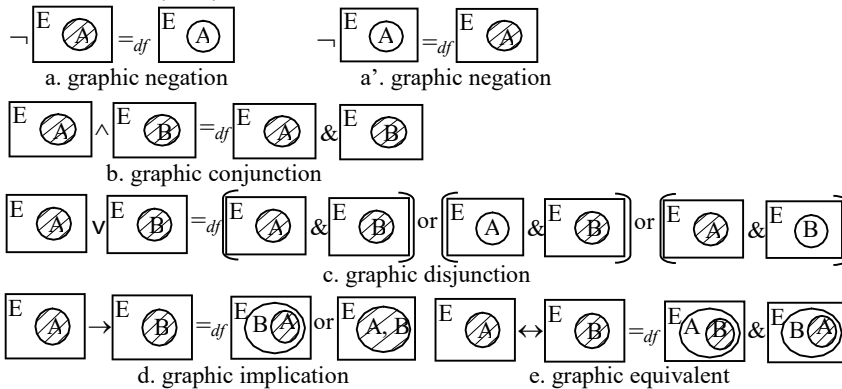 ¬ E A =df E A ¬ E A =df E A
a. graphic negation a’. graphic negation
E A ∧ E B =df E A & E B
b. graphic conjunction
E A v E B =df ( E A & E B ) or ( E A & E B ) or ( E A & E B )
c. graphic disjunction
E A → E B =df E B A or E A, B E A ↔ E B =df E A B & E B A
d. graphic implication e. graphic equivalent